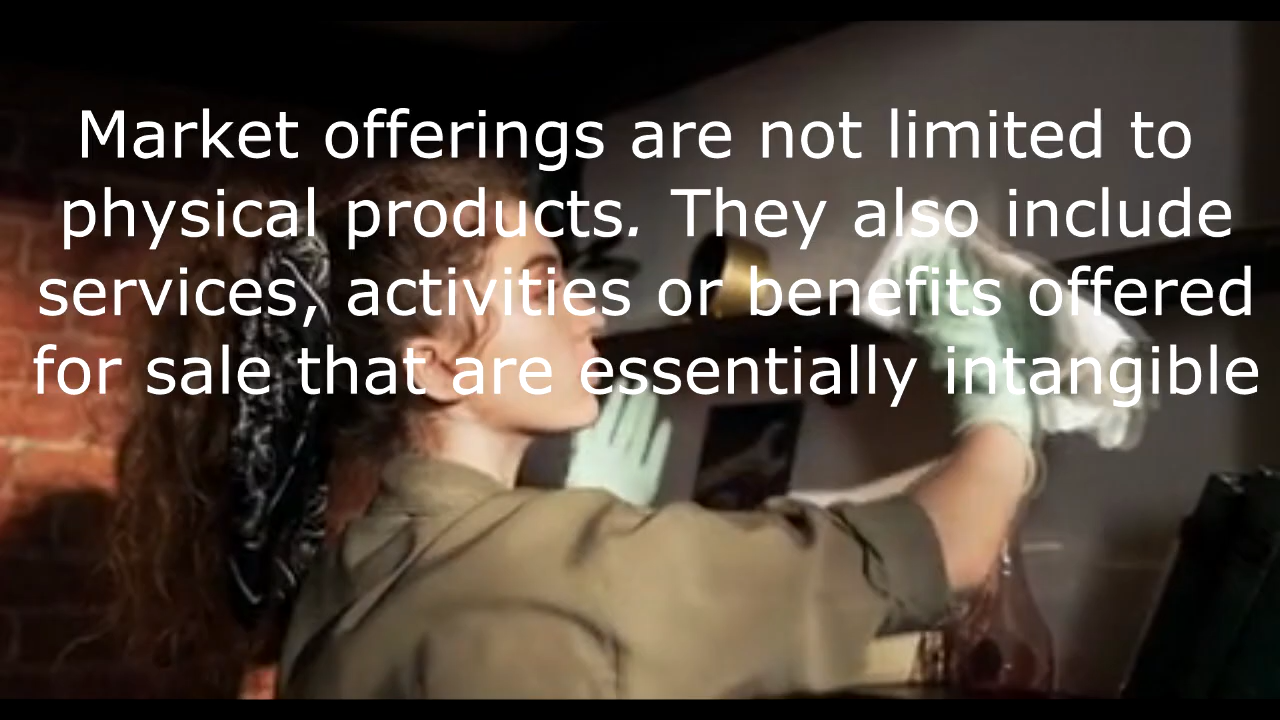 Market offerings are not limited to
physical products. They also include
services, activities or benefits offered
for sale that are essentially intangible